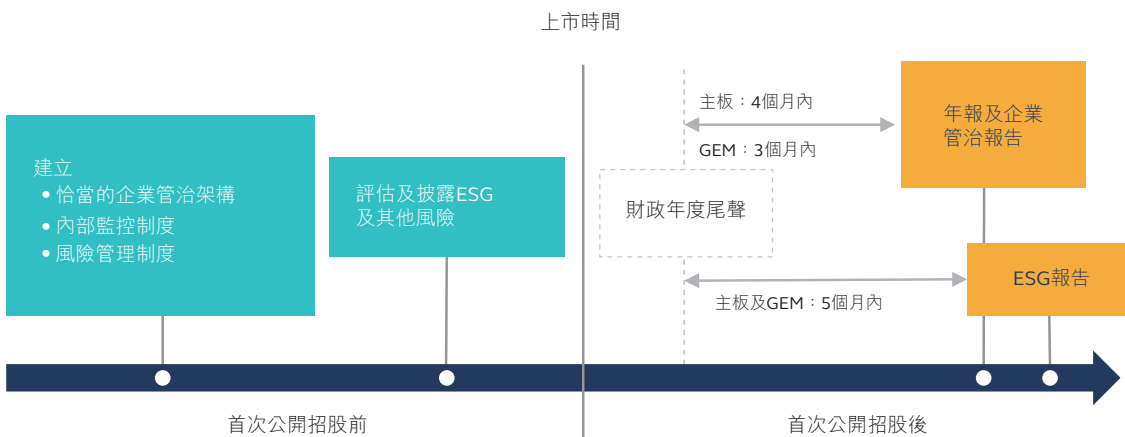 上市時間
建立
• 恰當的企業管治架構
• 內部監控制度
• 風險管理制度
評估及披露ESG
及其他風險
主板：4個月內
GEM：3個月內
年報及企業
管治報告
財政年度尾聲
ESG報告
主板及GEM：5個月內
首次公開招股前
首次公開招股後